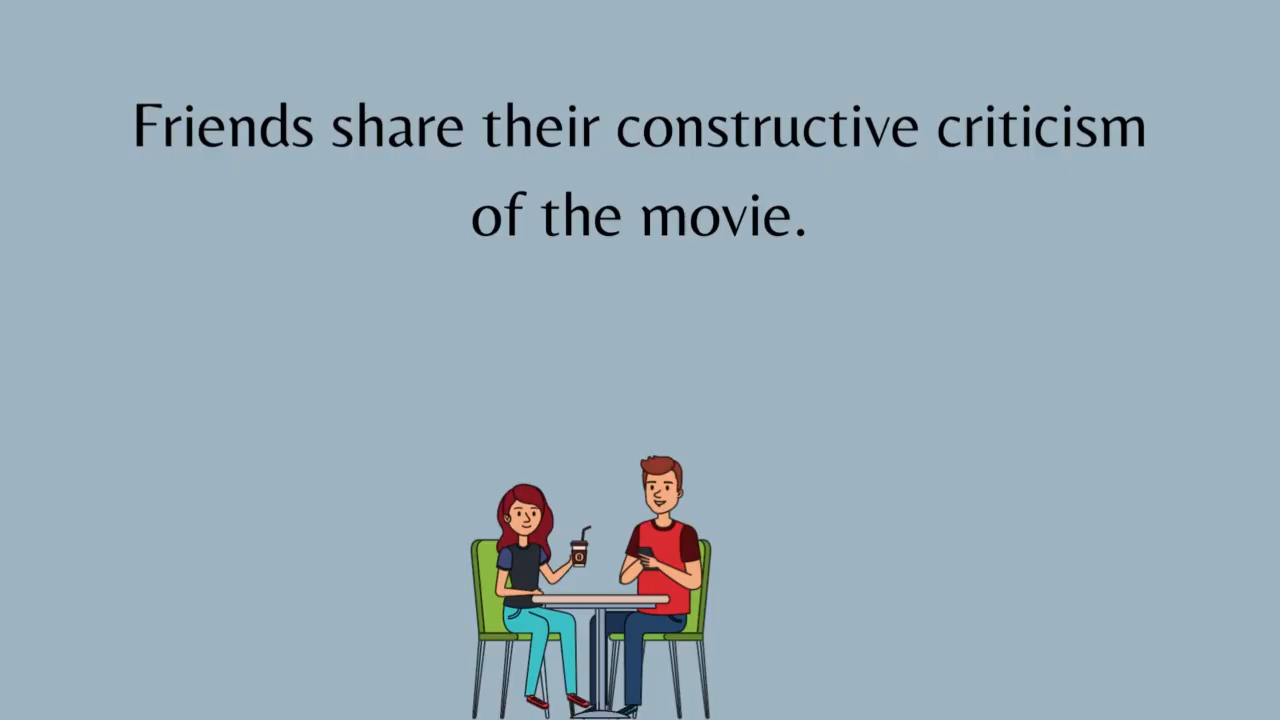 Friends share their constructive criticism
of the movie.